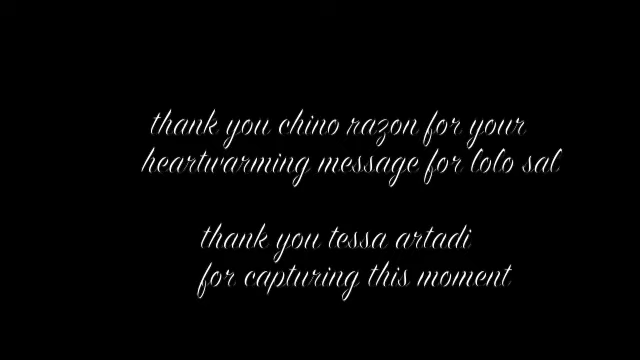 thank you chino razon for your
heartwarming message for lolo sal
thank you tessa artadi
for capturing this moment